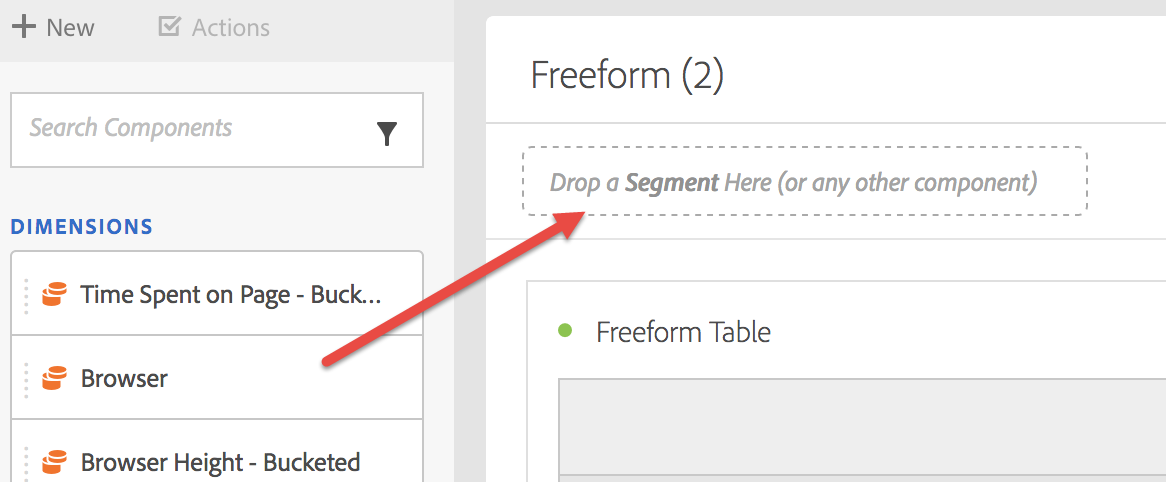 New
Actions
Search Components
DIMENSIONS
Time Spent on Page - Buck...
Browser
Browser Height - Bucketed
Freeform (2)
Drop a Segment Here (or any other component)
Freeform Table